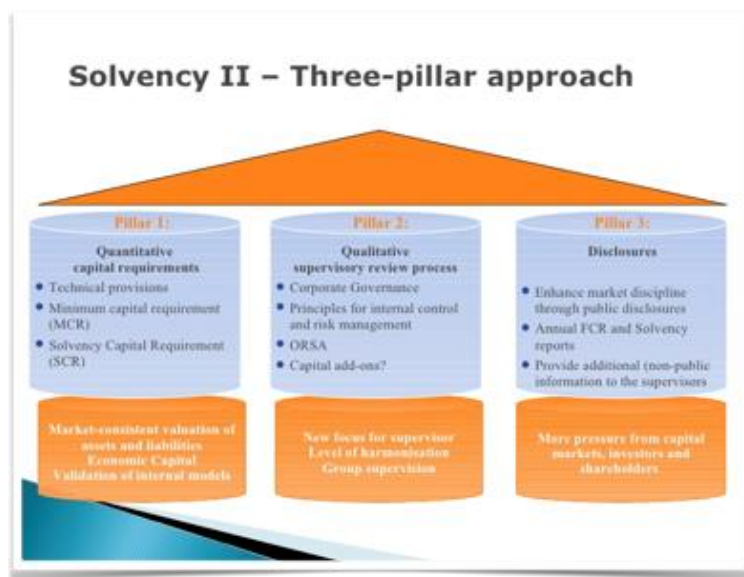 Solvency II – Three-pillar approach
Pillar 1:
Quantitative
capital requirements
• Technical provisions
• Minimum capital requirement
(MCR)
• Solvency Capital Requirement
(SCR)
Market-consistent valuation of
assets and liabilities
Economic Capital
Validation of internal models
Pillar 2:
Qualitative
supervisory review process
• Corporate Governance
• Principles for internal control
and risk management
• ORSA
• Capital add-ons?
New focus for supervisor
Level of harmonisation
Group supervision
Pillar 3:
Disclosures
• Enhance market discipline
through public disclosures
• Annual FCR and Solvency
reports
• Provide additional (non-public
information to the supervisors
More pressure from capital
markets, investors and
shareholders